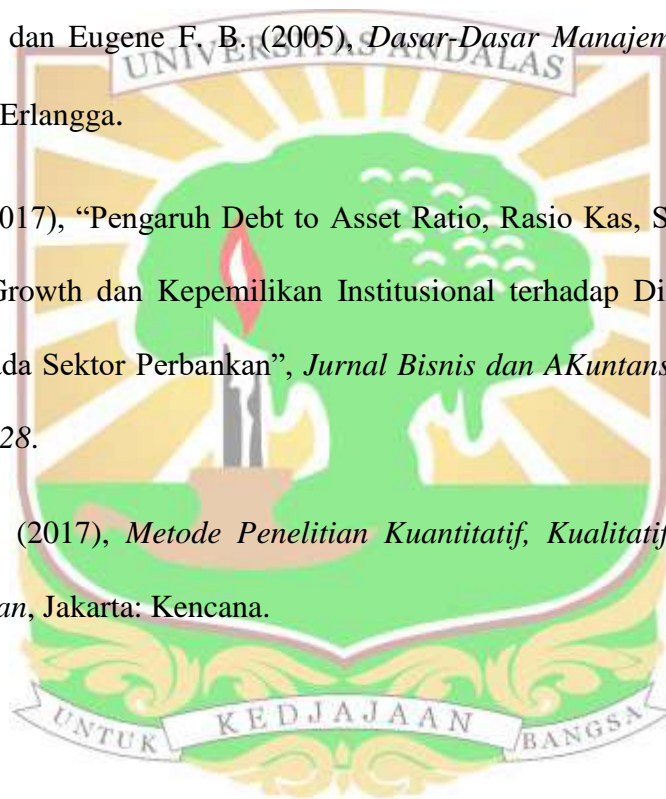 dan Eugene F. B. (2005), Dasar-Dasar Manajem
UNIVERSITAS ANDALAS
Erlangga.
017), “Pengaruh Debt to Asset Ratio, Rasio Kas, S
Growth dan Kepemilikan Institusional terhadap Di
ada Sektor Perbankan”, Jurnal Bisnis dan AKuntans
28.
(2017), Metode Penelitian Kuantitatif, Kualitatif
an, Jakarta: Kencana.
UNTUK KEDJAJAAN BANGSA